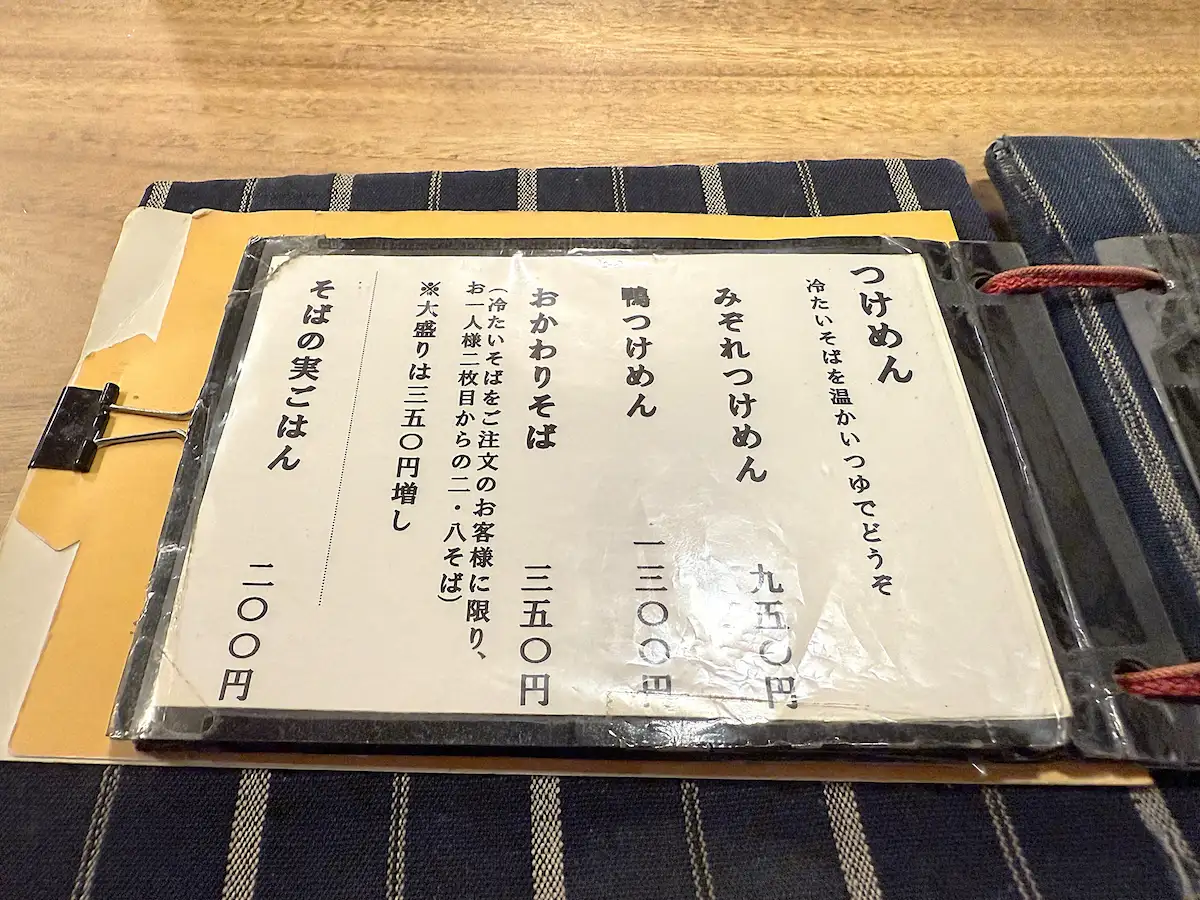 つけめん
冷たいそばを温かいつゆでどうぞ
みぞれつけめん 九五〇円
鴨つけめん 一三〇〇円
おかわりそば 三五〇円
（冷たいそばをご注文のお客様に限り、
お一人様二枚目からの二・八そば）
※大盛りは三五〇円増し
そばの実ごはん 二〇〇円